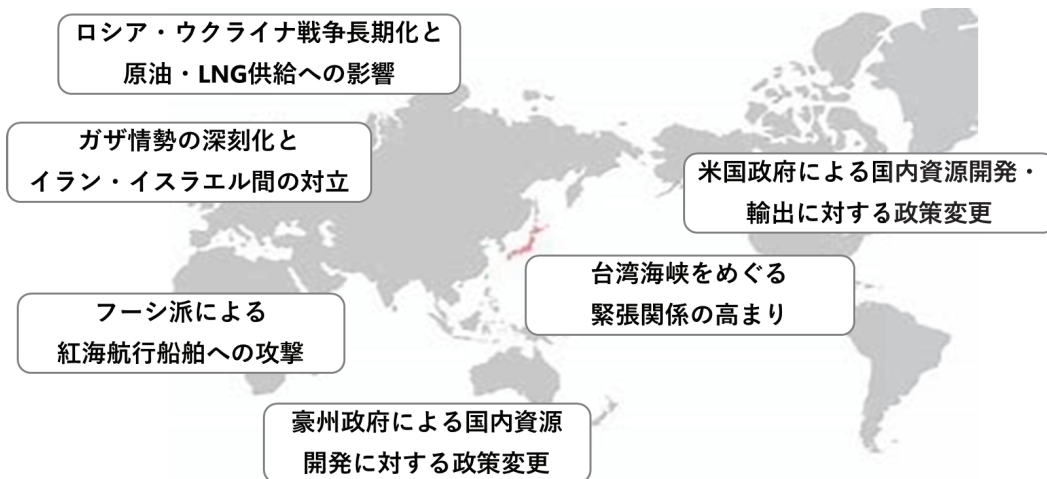 ロシア・ウクライナ戦争長期化と
原油・LNG供給への影響
ガザ情勢の深刻化と
イラン・イスラエル間の対立
米国政府による国内資源開発・
輸出に対する政策変更
台湾海峡をめぐる
緊張関係の高まり
フーシ派による
紅海航行船舶への攻撃
豪州政府による国内資源
開発に対する政策変更